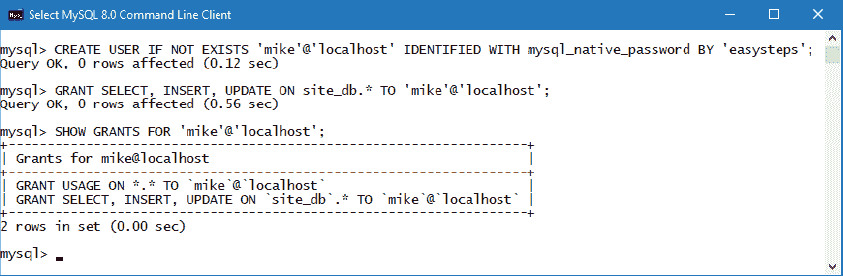 Select MySQL 8.0 Command Line Client
mysql> CREATE USER IF NOT EXISTS 'mike'@'localhost' IDENTIFIED WITH mysql_native_password BY 'easysteps';
Query OK, 0 rows affected (0.12 sec)
mysql> GRANT SELECT, INSERT, UPDATE ON site_db.* TO 'mike'@'localhost';
Query OK, 0 rows affected (0.56 sec)
mysql> SHOW GRANTS FOR 'mike'@'localhost';
+-----------------------------------------------------------------+
| Grants for mike@localhost                                       |
+-----------------------------------------------------------------+
| GRANT USAGE ON *.* TO `mike`@`localhost`                        |
| GRANT SELECT, INSERT, UPDATE ON `site_db`.* TO `mike`@`localhost` |
+-----------------------------------------------------------------+
2 rows in set (0.00 sec)
mysql> _